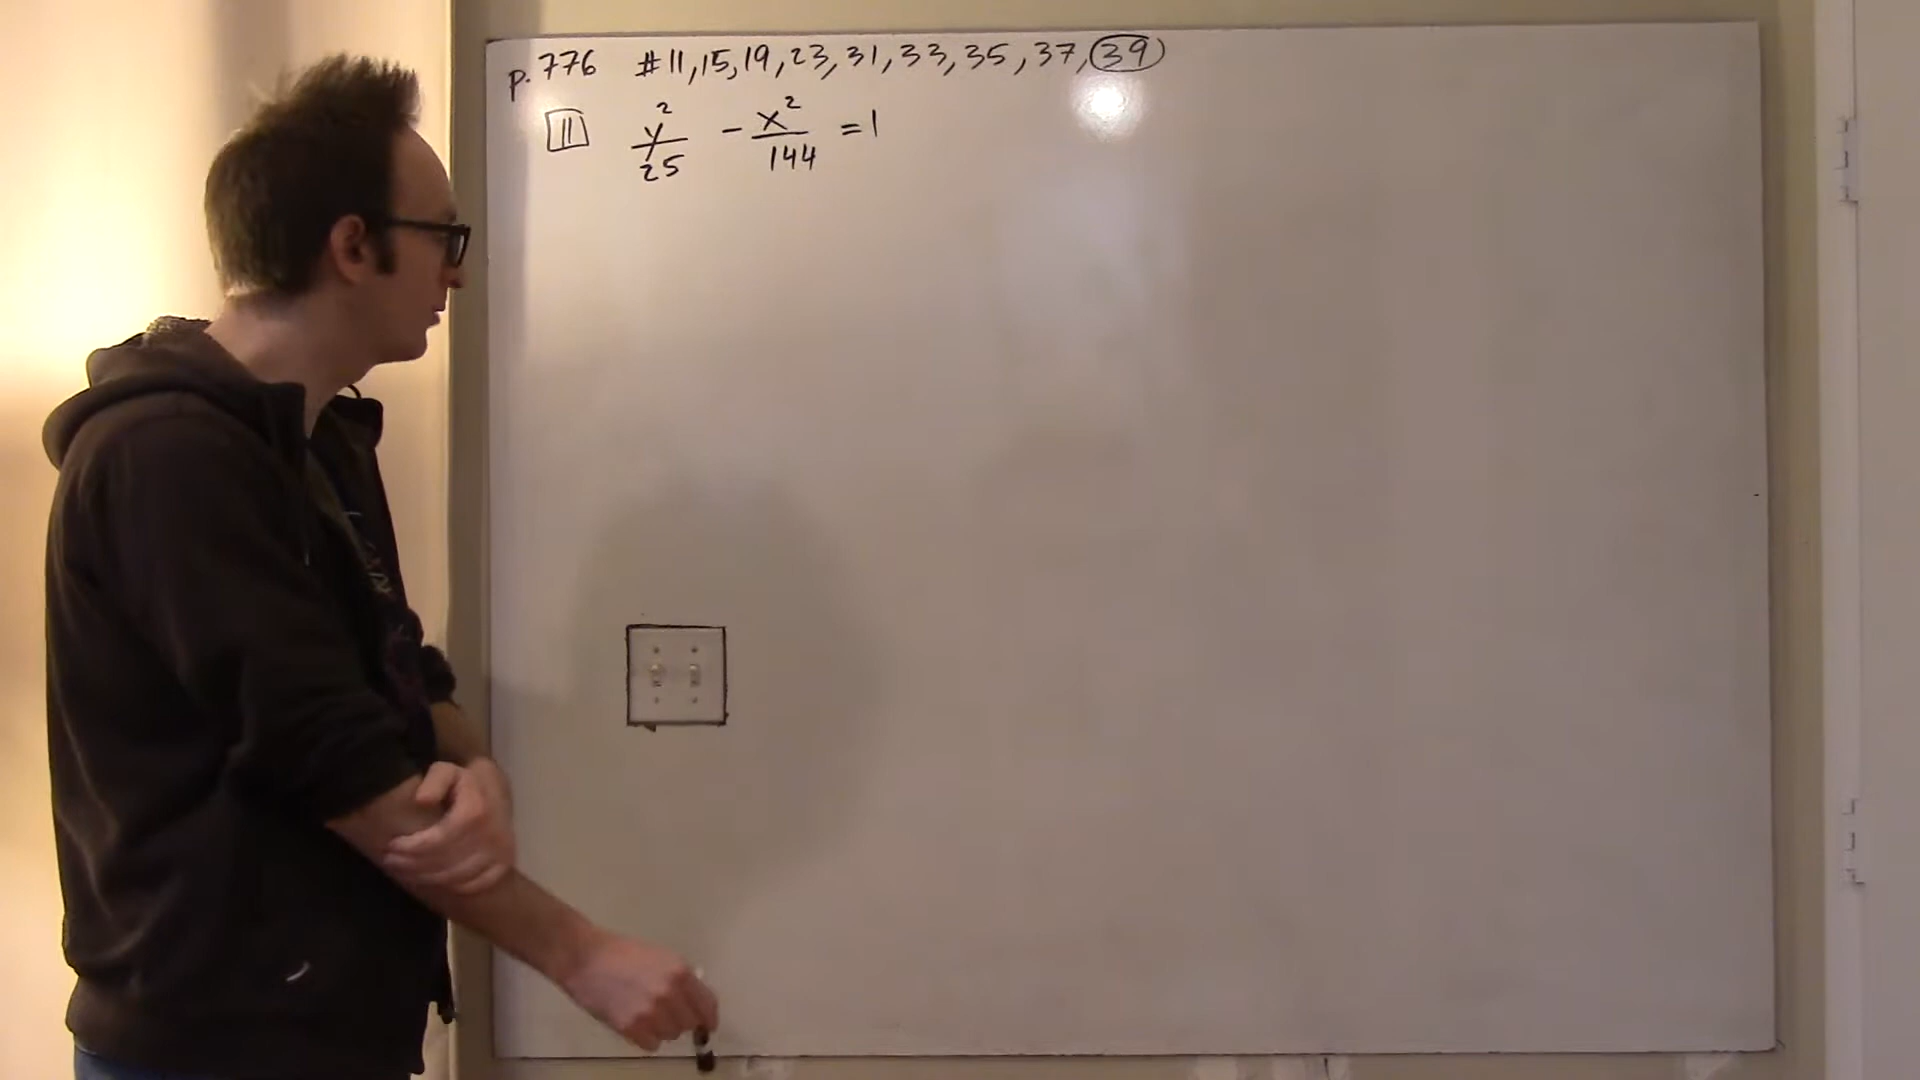 p. 776 #11, 15, 19, 23, 31, 33, 35, 37, 39
11 y²/25 - x²/144 = 1